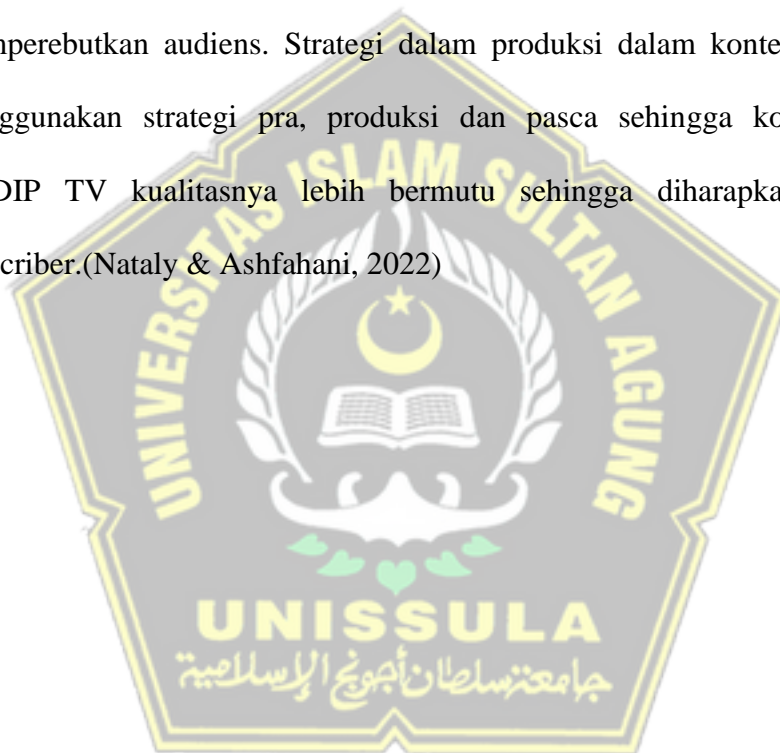 nperebutkan audiens. Strategi dalam produksi dalam konte
ggunakan strategi pra, produksi dan pasca sehingga ko
DIP TV kualitasnya lebih bermutu sehingga diharapka
criber.(Nataly & Ashfahani, 2022)
UNIVERSITAS ISLAM SULTAN AGUNG
UNISSULA
جامعة سلطان أجونج الإسلامية